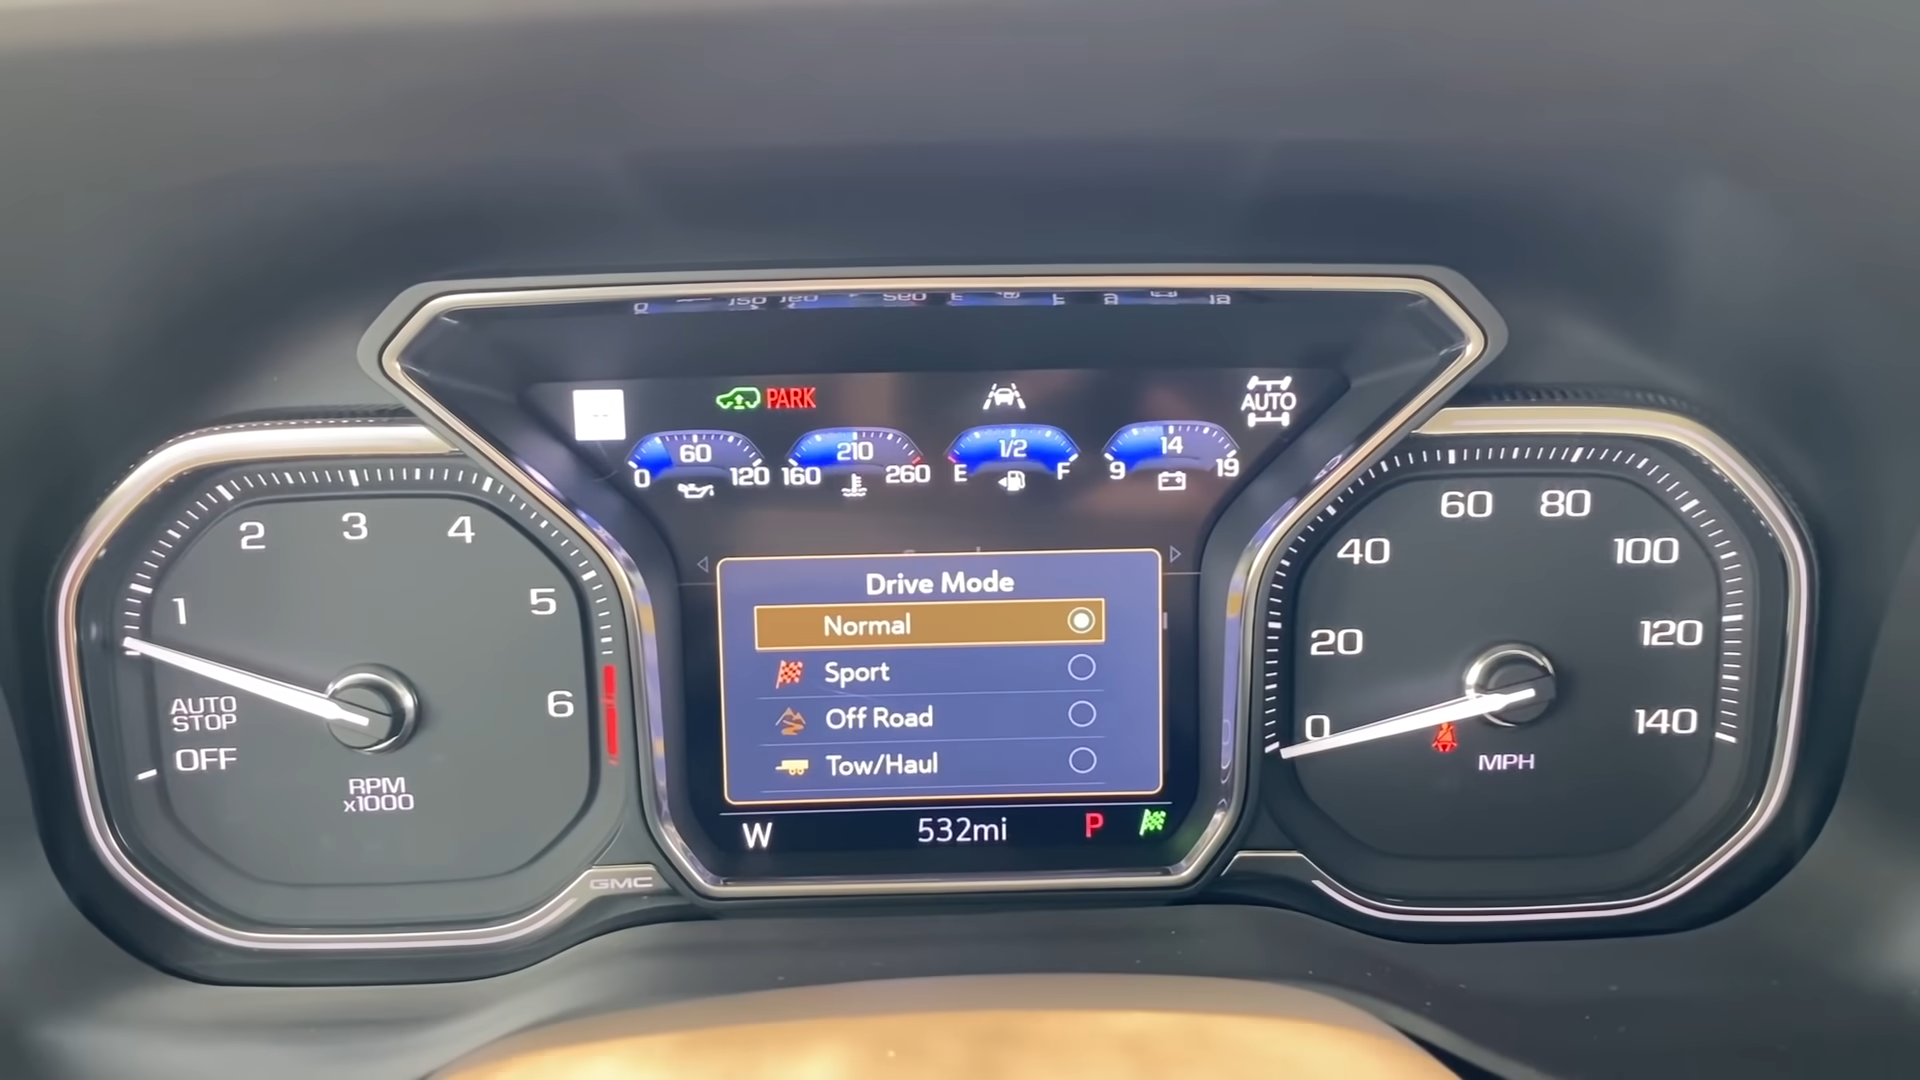 PARK
AUTO
60
0 120
210
160 260
1/2
E F
14
9 19
1
2
3
4
5
6
AUTO
STOP
OFF
RPM
x1000
GMC
Drive Mode
Normal
Sport
Off Road
Tow/Haul
W 532mi P
0
20
40
60
80
100
120
140
MPH